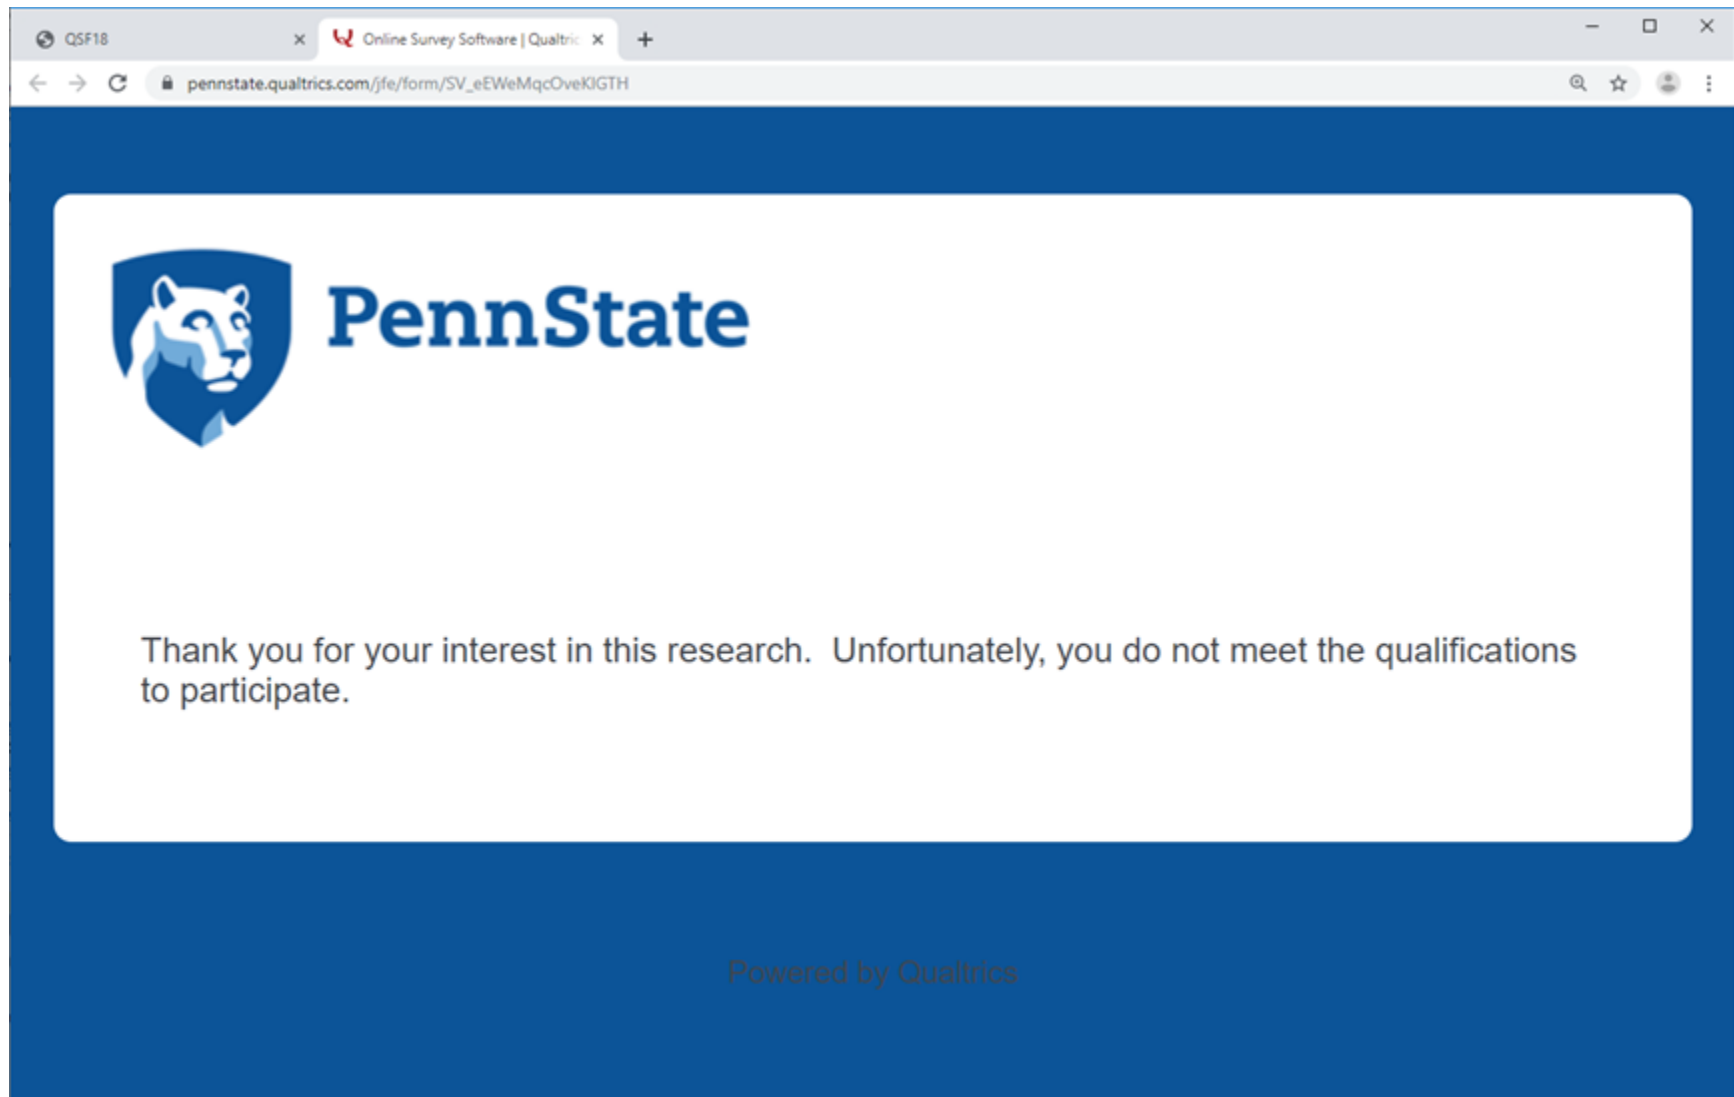 QSF18
Online Survey Software | Qualtric
pennstate.qualtrics.com/jfe/form/SV_eEWeMqcOveKlGTH
PennState
Thank you for your interest in this research.  Unfortunately, you do not meet the qualifications
to participate.
Powered by Qualtrics